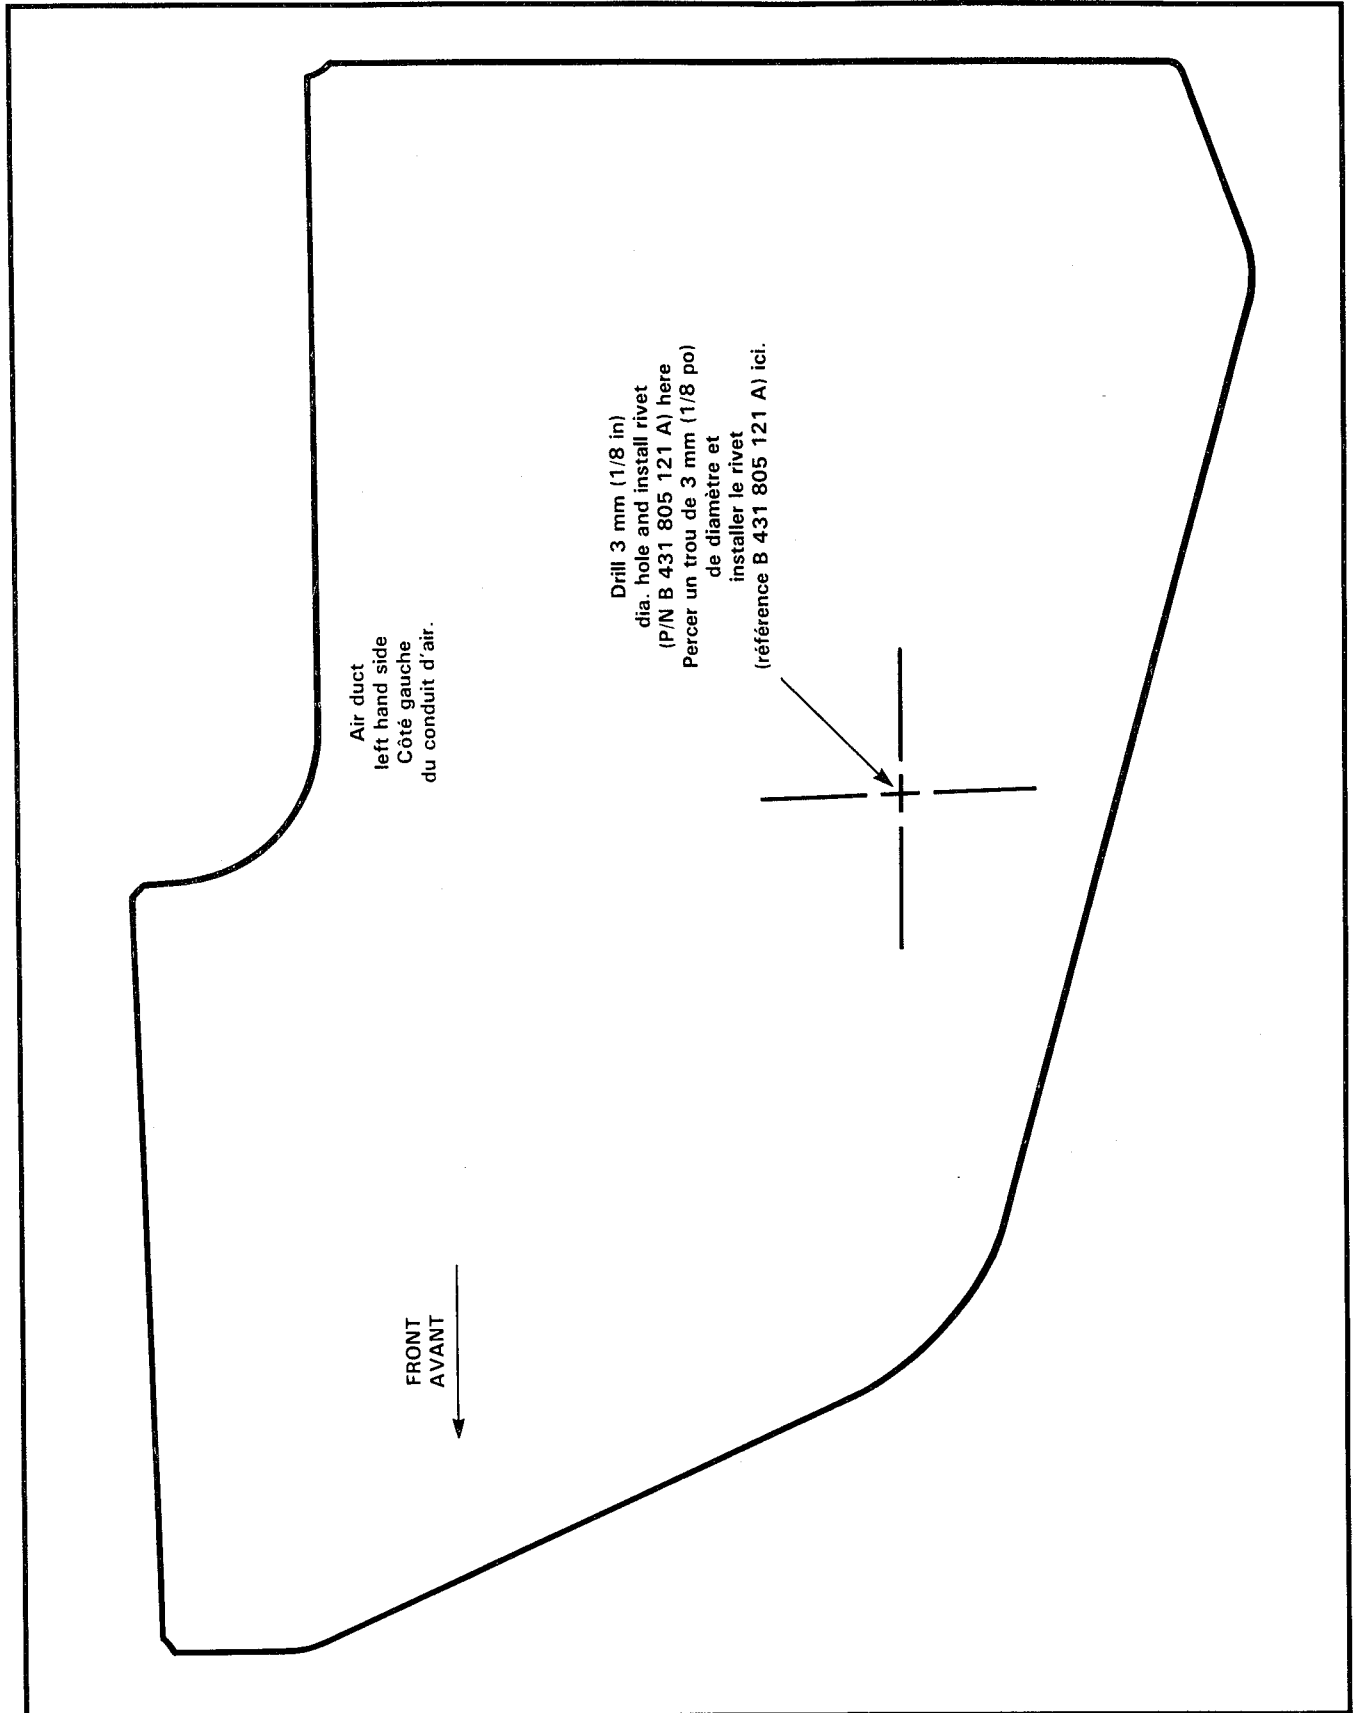 Air duct
left hand side
Côté gauche
du conduit d'air.
Drill 3 mm (1/8 in)
dia. hole and install rivet
(P/N B 431 805 121 A) here
Percer un trou de 3 mm (1/8 po)
de diamètre et
installer le rivet
(référence B 431 805 121 A) ici.
FRONT
AVANT